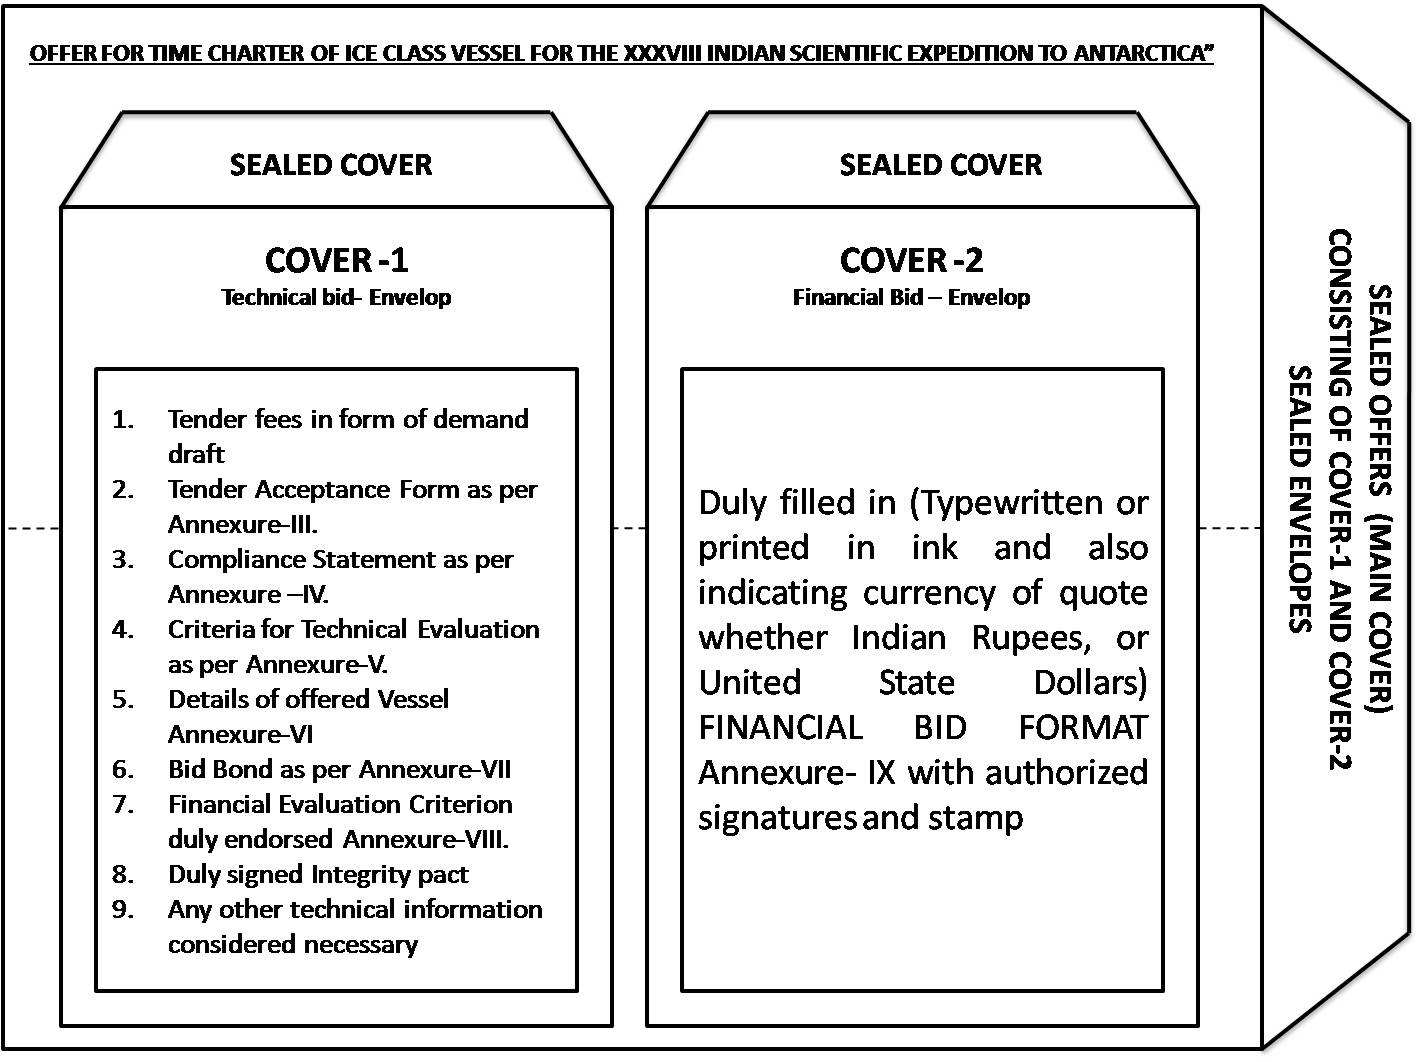 OFFER FOR TIME CHARTER OF ICE CLASS VESSEL FOR THE XXXVIII INDIAN SCIENTIFIC EXPEDITION TO ANTARCTICA”
SEALED COVER
COVER -1
Technical bid- Envelop
1. Tender fees in form of demand
draft
2. Tender Acceptance Form as per
Annexure-III.
3. Compliance Statement as per
Annexure –IV.
4. Criteria for Technical Evaluation
as per Annexure-V.
5. Details of offered Vessel
Annexure-VI
6. Bid Bond as per Annexure-VII
7. Financial Evaluation Criterion
duly endorsed Annexure-VIII.
8. Duly signed Integrity pact
9. Any other technical information
considered necessary
SEALED COVER
COVER -2
Financial Bid – Envelop
Duly filled in (Typewritten or
printed in ink and also
indicating currency of quote
whether Indian Rupees, or
United State Dollars)
FINANCIAL BID FORMAT
Annexure- IX with authorized
signatures and stamp
SEALED OFFERS (MAIN COVER)
CONSISTING OF COVER-1 AND COVER-2
SEALED ENVELOPES